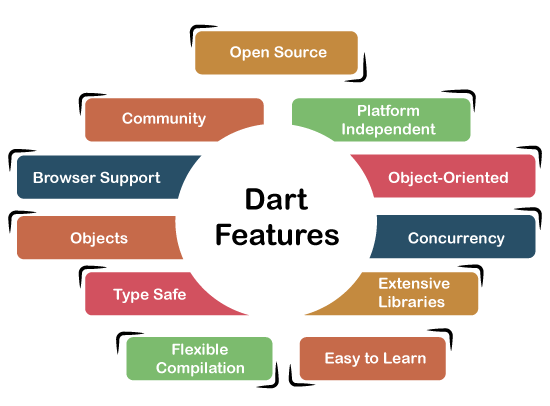 Open Source
Community
Platform
Independent
Browser Support
Object-Oriented
Dart
Features
Objects
Concurrency
Type Safe
Extensive
Libraries
Flexible
Compilation
Easy to Learn